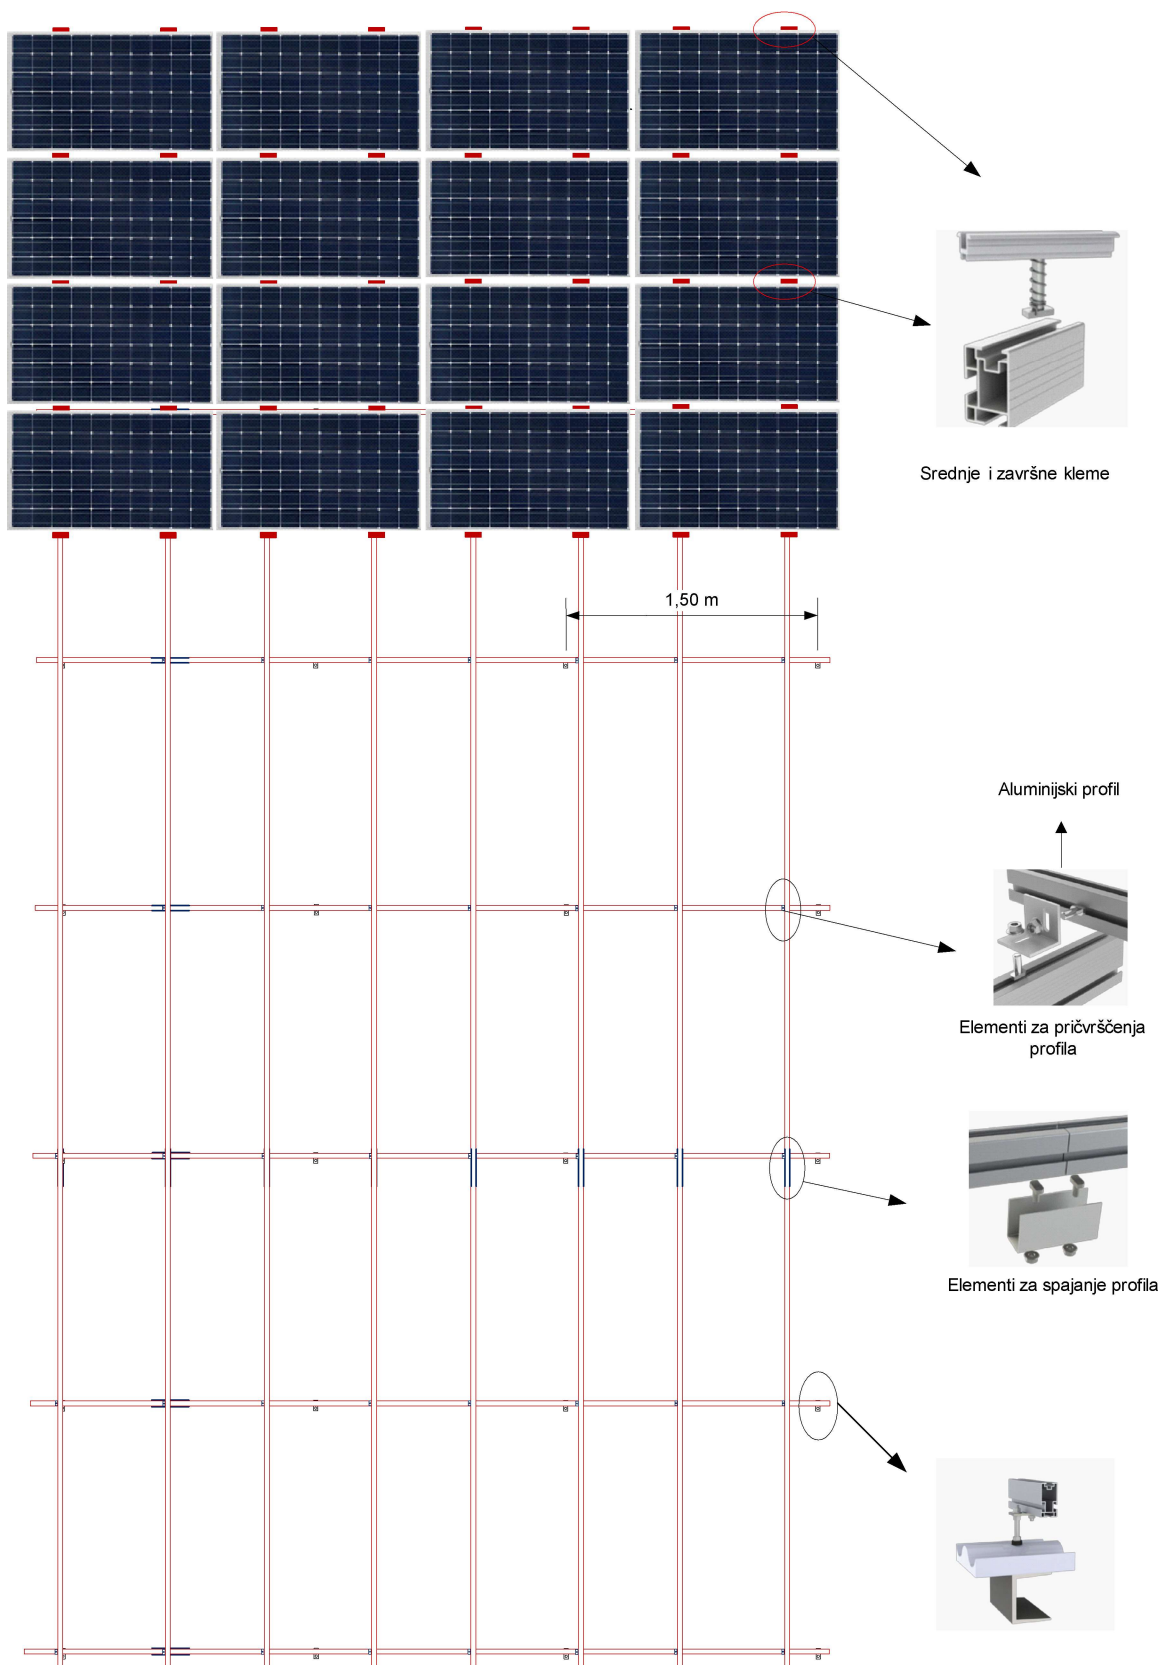 Srednje i završne kleme
1,50 m
Aluminijski profil
Elementi za pričvrščenja
profila
Elementi za spajanje profila